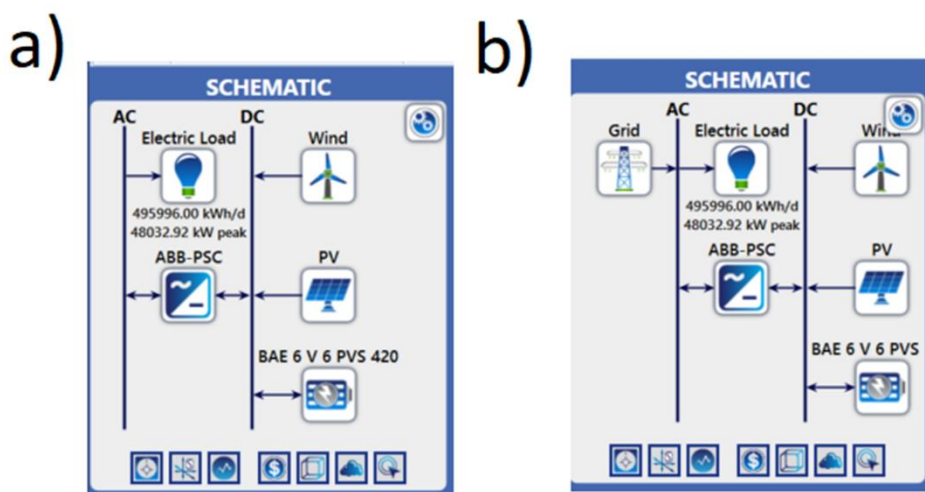 a)
SCHEMATIC
AC
DC
Electric Load
Wind
495996.00 kWh/d
48032.92 kW peak
ABB-PSC
PV
BAE 6 V 6 PVS 420
b)
SCHEMATIC
AC
DC
Grid
Electric Load
495996.00 kWh/d
48032.92 kW peak
ABB-PSC
PV
BAE 6 V 6 PVS